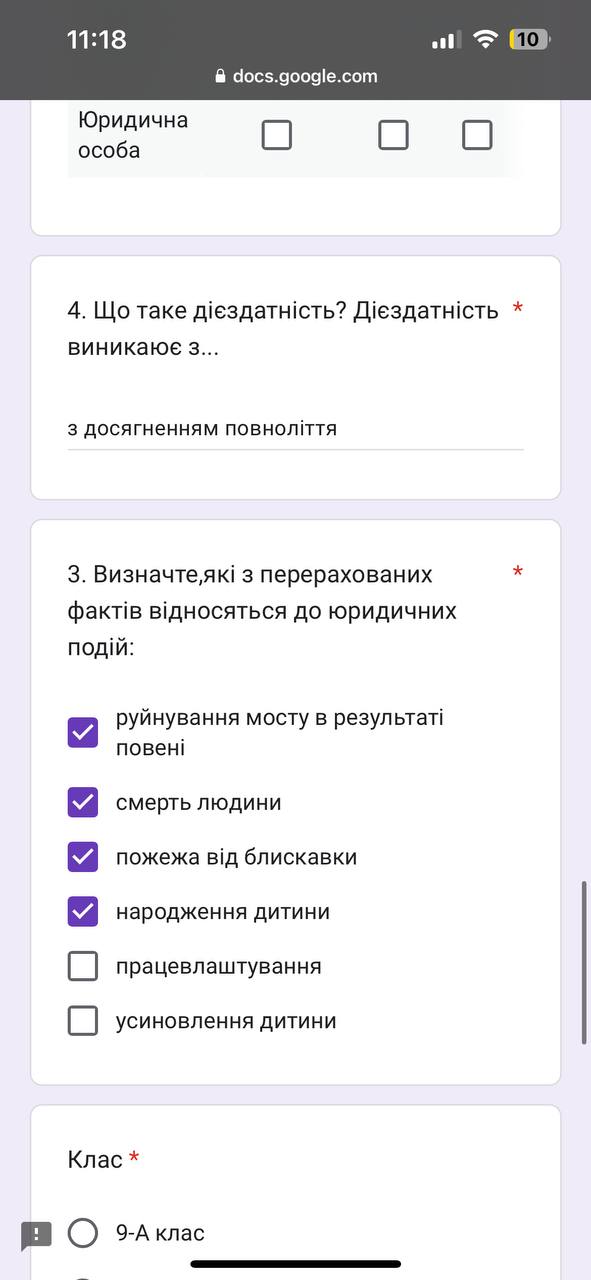 11:18
10
docs.google.com
Юридична
особа
4. Що таке дієздатність? Дієздатність *
виникаює з...
з досягненням повноліття
3. Визначте,які з перерахованих *
фактів відносяться до юридичних
подій:
руйнування мосту в результаті
повені
смерть людини
пожежа від блискавки
народження дитини
працевлаштування
усиновлення дитини
Клас *
9-А клас